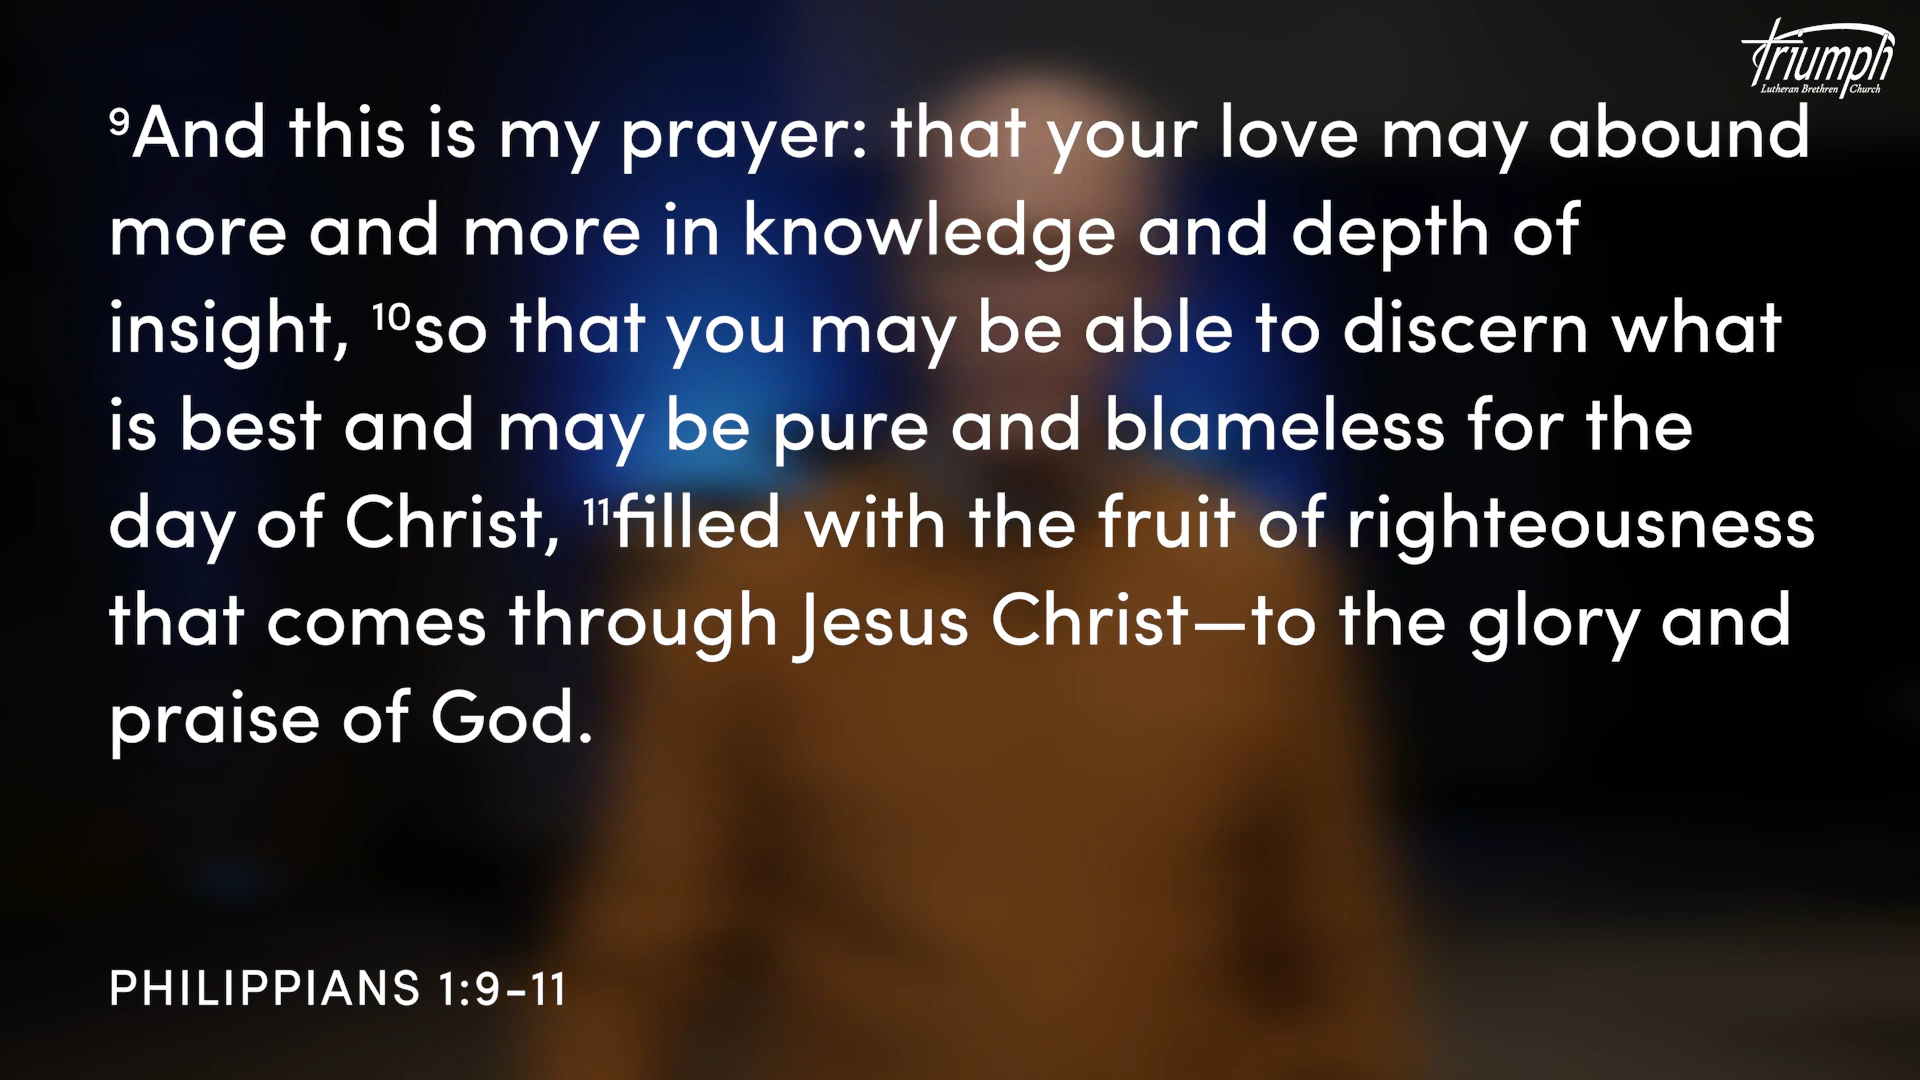 Triumph
Lutheran Brethren Church
⁹And this is my prayer: that your love may abound
more and more in knowledge and depth of
insight, ¹⁰so that you may be able to discern what
is best and may be pure and blameless for the
day of Christ, ¹¹filled with the fruit of righteousness
that comes through Jesus Christ—to the glory and
praise of God.
PHILIPPIANS 1:9-11